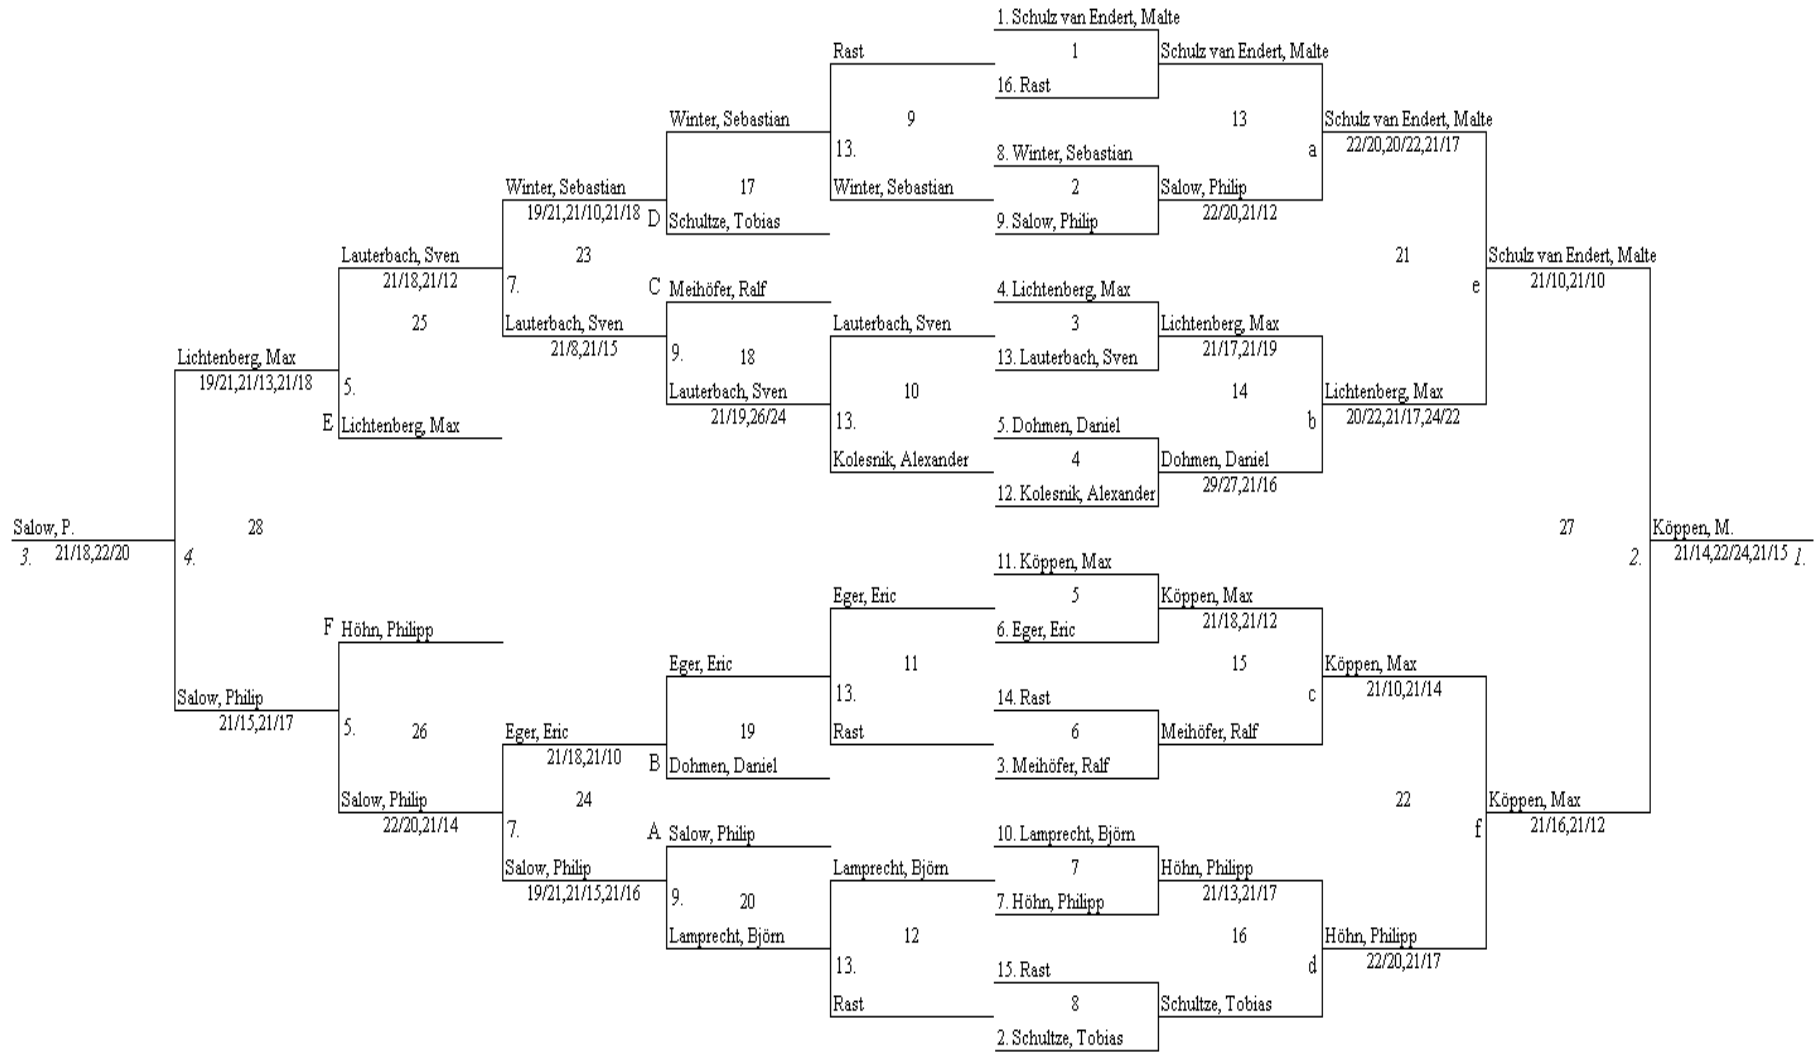 1. Schulz van Endert, Malte
Rast
1
Schulz van Endert, Malte
16. Rast
Winter, Sebastian
9
13
Schulz van Endert, Malte
22/20,20/22,21/17
13.
8. Winter, Sebastian
a
Winter, Sebastian
17
Winter, Sebastian
2
Salow, Philip
19/21,21/10,21/18
D
Schultze, Tobias
9. Salow, Philip
22/20,21/12
Lauterbach, Sven
23
21
Schulz van Endert, Malte
21/18,21/12
7.
C
Meihöfer, Ralf
4. Lichtenberg, Max
e
21/10,21/10
25
Lauterbach, Sven
Lauterbach, Sven
3
Lichtenberg, Max
21/8,21/15
21/17,21/19
Lichtenberg, Max
9.
18
13. Lauterbach, Sven
19/21,21/13,21/18
5.
Lauterbach, Sven
10
14
Lichtenberg, Max
21/19,26/24
20/22,21/17,24/22
E
Lichtenberg, Max
13.
5. Dohmen, Daniel
b
Kolesnik, Alexander
4
Dohmen, Daniel
12. Kolesnik, Alexander
29/27,21/16
Salow, P.
28
27
Köppen, M.
3.
21/18,22/20
4.
2.
21/14,22/24,21/15
1.
11. Köppen, Max
Eger, Eric
5
Köppen, Max
21/18,21/12
F
Höhn, Philipp
6. Eger, Eric
Eger, Eric
11
15
Köppen, Max
21/10,21/14
Salow, Philip
13.
14. Rast
c
21/15,21/17
5.
26
Eger, Eric
19
Rast
6
Meihöfer, Ralf
21/18,21/10
B
Dohmen, Daniel
3. Meihöfer, Ralf
Salow, Philip
24
22
Köppen, Max
22/20,21/14
7.
A
Salow, Philip
10. Lamprecht, Björn
f
21/16,21/12
Salow, Philip
Lamprecht, Björn
7
Höhn, Philipp
19/21,21/15,21/16
9.
20
7. Höhn, Philipp
21/13,21/17
Lamprecht, Björn
12
16
Höhn, Philipp
22/20,21/17
13.
15. Rast
d
Rast
8
Schultze, Tobias
2. Schultze, Tobias